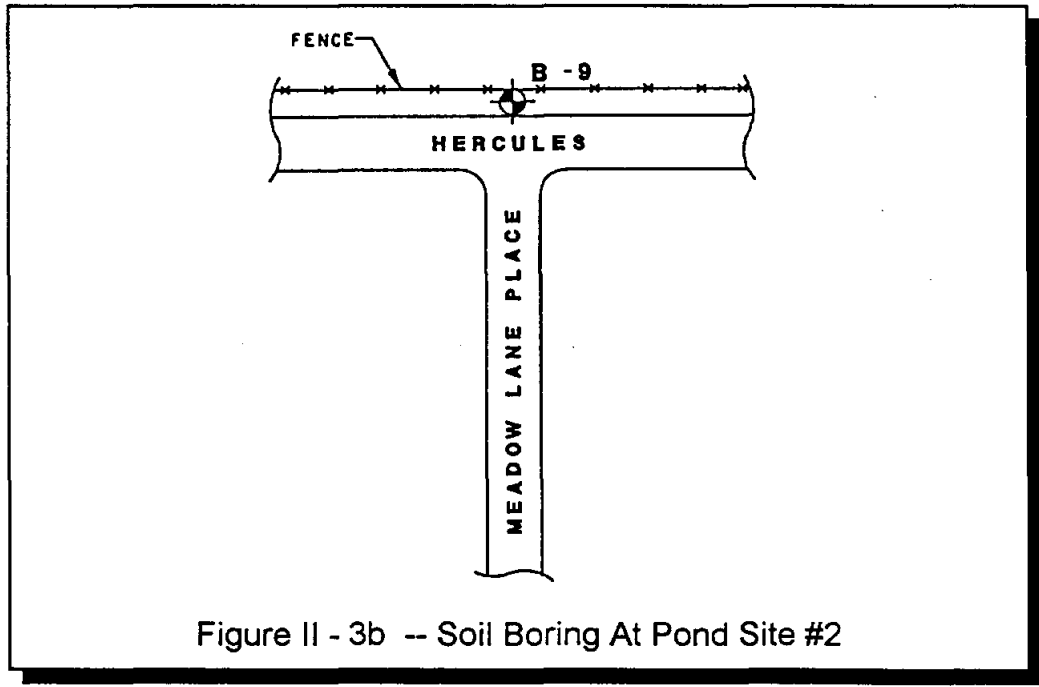 FENCE
B - 9
HERCULES
MEADOW LANE PLACE
Figure II - 3b -- Soil Boring At Pond Site #2